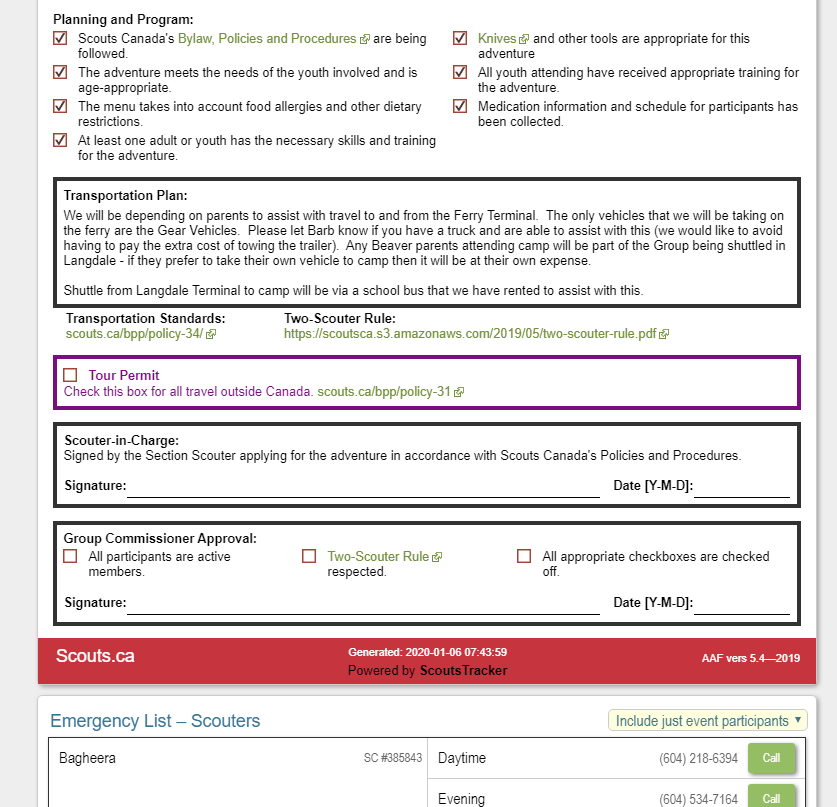 Planning and Program:
Scouts Canada's Bylaw, Policies and Procedures are being
followed.
The adventure meets the needs of the youth involved and is
age-appropriate.
The menu takes into account food allergies and other dietary
restrictions.
At least one adult or youth has the necessary skills and training
for the adventure.
Knives and other tools are appropriate for this
adventure
All youth attending have received appropriate training for
the adventure.
Medication information and schedule for participants has
been collected.
Transportation Plan:
We will be depending on parents to assist with travel to and from the Ferry Terminal. The only vehicles that we will be taking on
the ferry are the Gear Vehicles. Please let Barb know if you have a truck and are able to assist with this (we would like to avoid
having to pay the extra cost of towing the trailer). Any Beaver parents attending camp will be part of the Group being shuttled in
Langdale - if they prefer to take their own vehicle to camp then it will be at their own expense.
Shuttle from Langdale Terminal to camp will be via a school bus that we have rented to assist with this.
Transportation Standards:
scouts.ca/bpp/policy-34/
Two-Scouter Rule:
https://scoutsca.s3.amazonaws.com/2019/05/two-scouter-rule.pdf
Tour Permit
Check this box for all travel outside Canada. scouts.ca/bpp/policy-31
Scouter-in-Charge:
Signed by the Section Scouter applying for the adventure in accordance with Scouts Canada's Policies and Procedures.
Signature: Date [Y-M-D]:
Group Commissioner Approval:
All participants are active
members.
Two-Scouter Rule
respected.
All appropriate checkboxes are checked
off.
Signature: Date [Y-M-D]:
Scouts.ca
Generated: 2020-01-06 07:43:59
Powered by ScoutsTracker
AAF vers 5.4—2019
Emergency List – Scouters
Include just event participants
Bagheera
SC #385843
Daytime
(604) 218-6394
Call
Evening
(604) 534-7164
Call